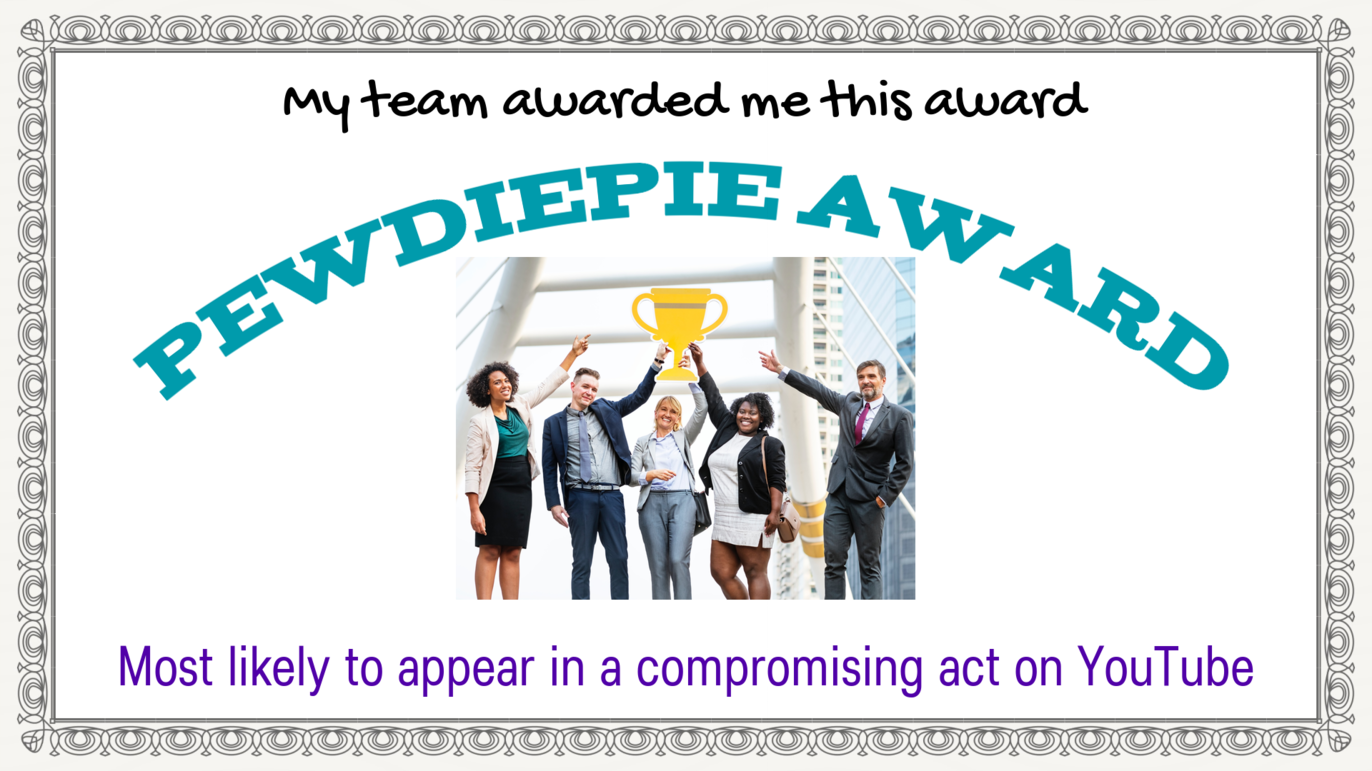 My team awarded me this award
PEWDIEPIE AWARD
Most likely to appear in a compromising act on YouTube